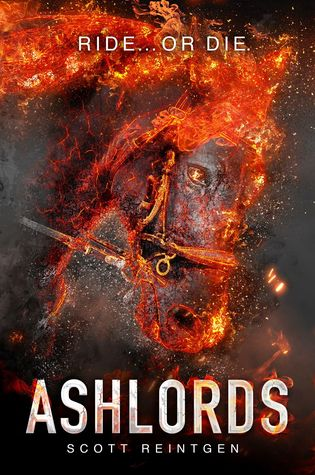 RIDE...OR DIE
ASHLORDS
SCOTT REINTGEN